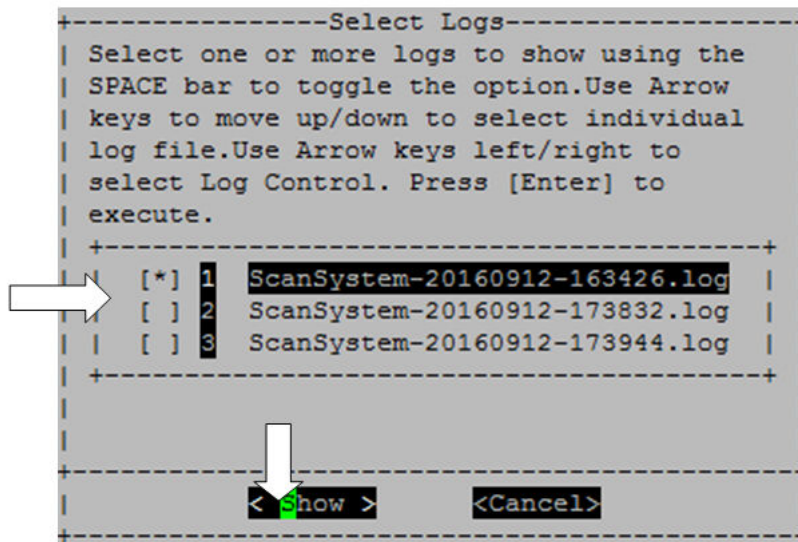 Select Logs
Select one or more logs to show using the
SPACE bar to toggle the option.Use Arrow
keys to move up/down to select individual
log file.Use Arrow keys left/right to
select Log Control. Press [Enter] to
execute.
[*] 1 ScanSystem-20160912-163426.log
[ ] 2 ScanSystem-20160912-173832.log
[ ] 3 ScanSystem-20160912-173944.log
< Show > <Cancel>